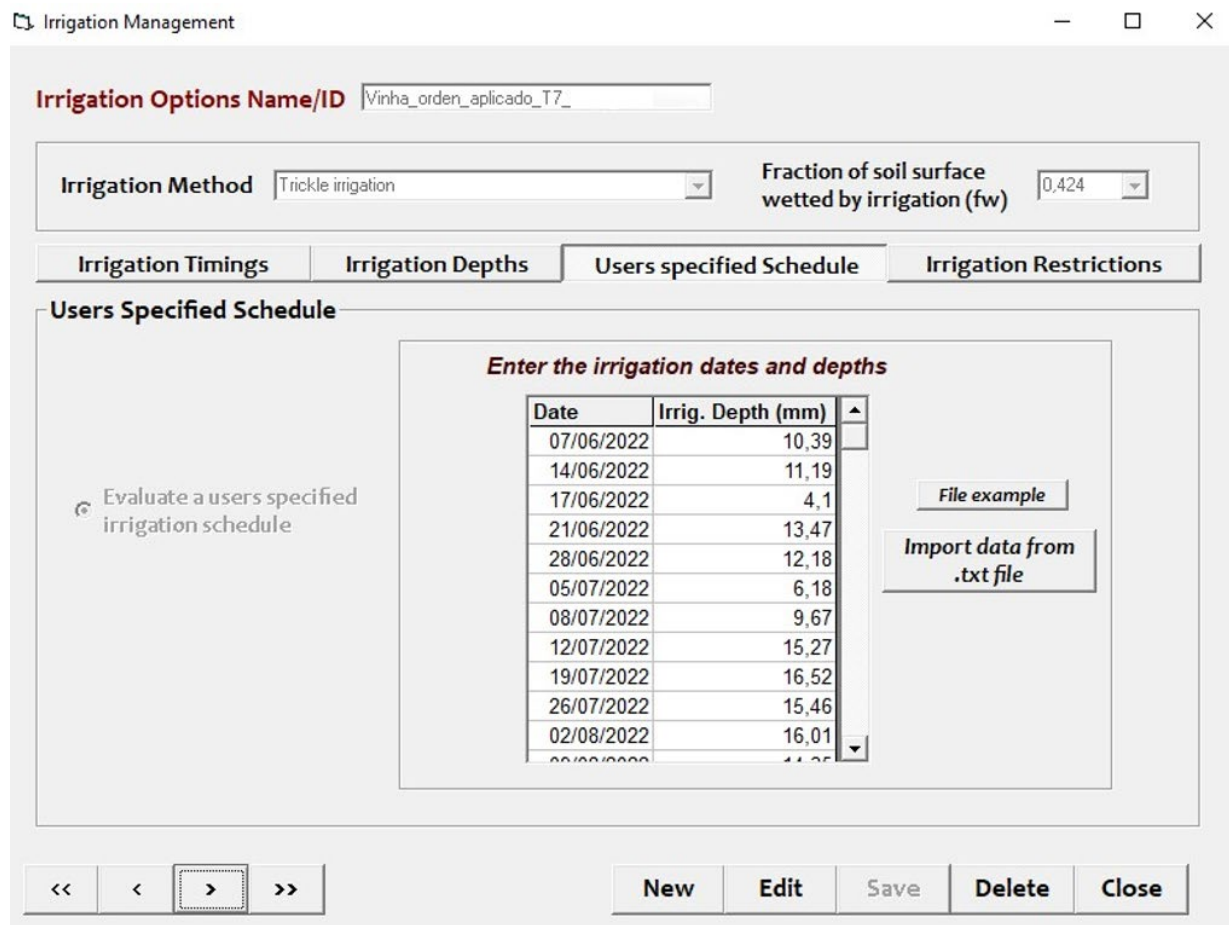 Irrigation Management
Irrigation Options Name/ID Vinha_orden_aplicado_T7_
Irrigation Method Trickle irrigation
Fraction of soil surface
wetted by irrigation (fw) 0,424
Irrigation Timings Irrigation Depths Users specified Schedule Irrigation Restrictions
Users Specified Schedule
Evaluate a users specified
irrigation schedule
Enter the irrigation dates and depths
Date Irrig. Depth (mm)
07/06/2022 10,39
14/06/2022 11,19
17/06/2022 4,1
21/06/2022 13,47
28/06/2022 12,18
05/07/2022 6,18
08/07/2022 9,67
12/07/2022 15,27
19/07/2022 16,52
26/07/2022 15,46
02/08/2022 16,01
File example
Import data from
.txt file
<< < > >> New Edit Save Delete Close